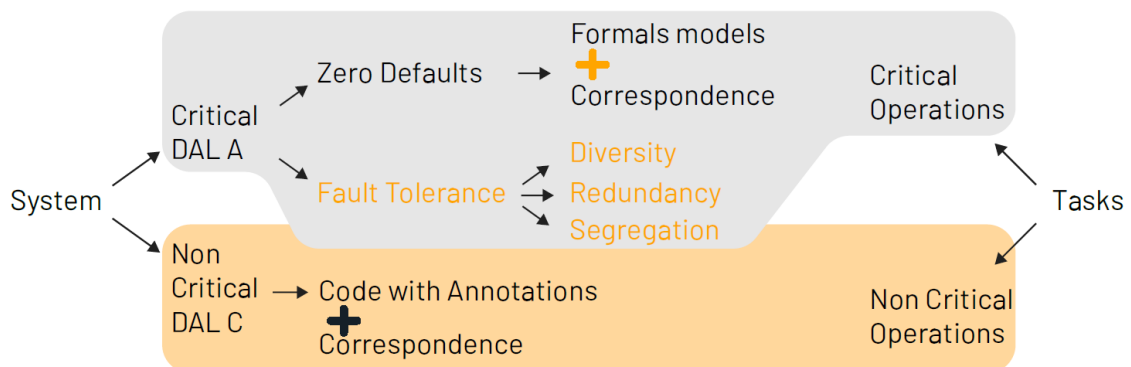 Formals models
Zero Defaults
Correspondence
Critical
Operations
Critical
DAL A
Diversity
Fault Tolerance
Redundancy
Segregation
System
Tasks
Non
Critical
DAL C
Code with Annotations
Correspondence
Non Critical
Operations